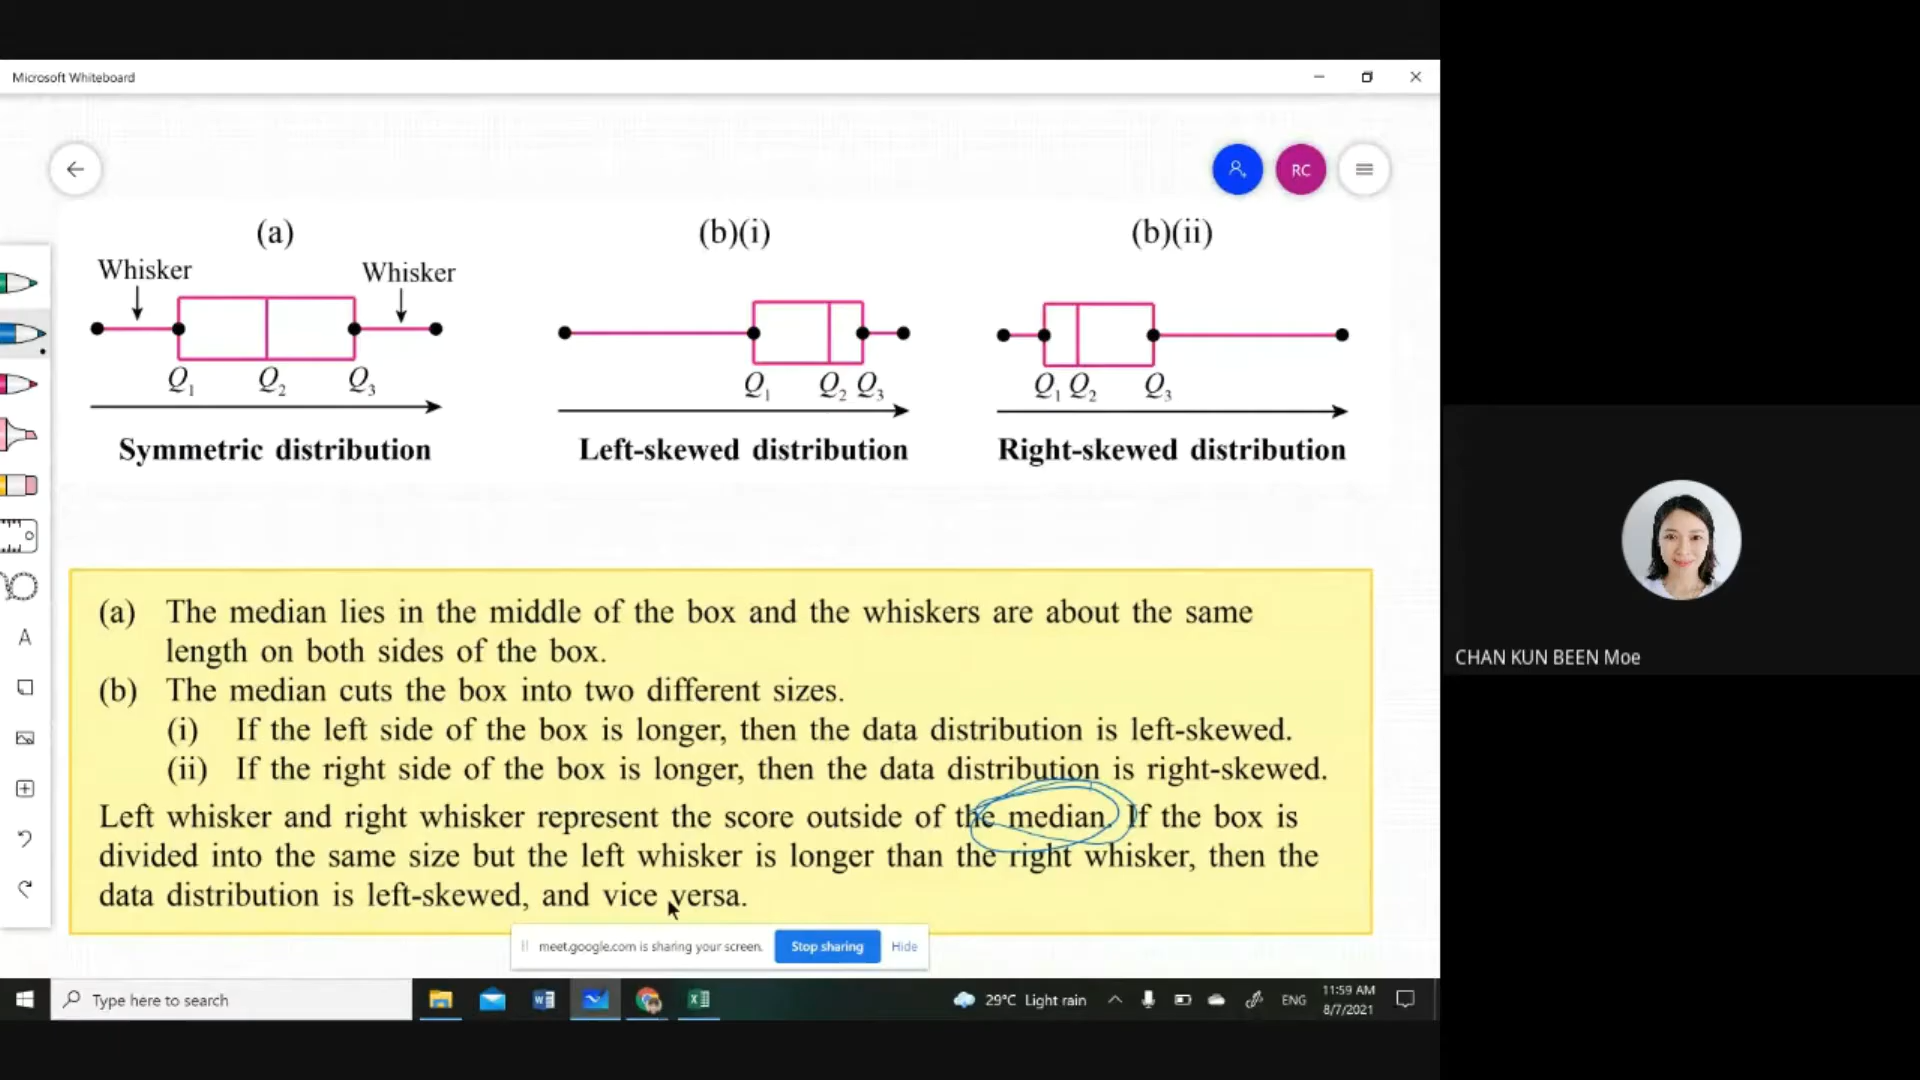 Microsoft Whiteboard
RC
(a)
(b)(i)
(b)(ii)
Whisker
Whisker
Q1 Q2 Q3
Q1 Q2 Q3
Q1 Q2 Q3
Symmetric distribution
Left-skewed distribution
Right-skewed distribution
(a) The median lies in the middle of the box and the whiskers are about the same
length on both sides of the box.
(b) The median cuts the box into two different sizes.
(i) If the left side of the box is longer, then the data distribution is left-skewed.
(ii) If the right side of the box is longer, then the data distribution is right-skewed.
Left whisker and right whisker represent the score outside of the median. If the box is
divided into the same size but the left whisker is longer than the right whisker, then the
data distribution is left-skewed, and vice versa.
A
meet.google.com is sharing your screen.
Stop sharing
Hide
Type here to search
29°C Light rain
ENG
11:59 AM
8/7/2021
CHAN KUN BEEN Moe